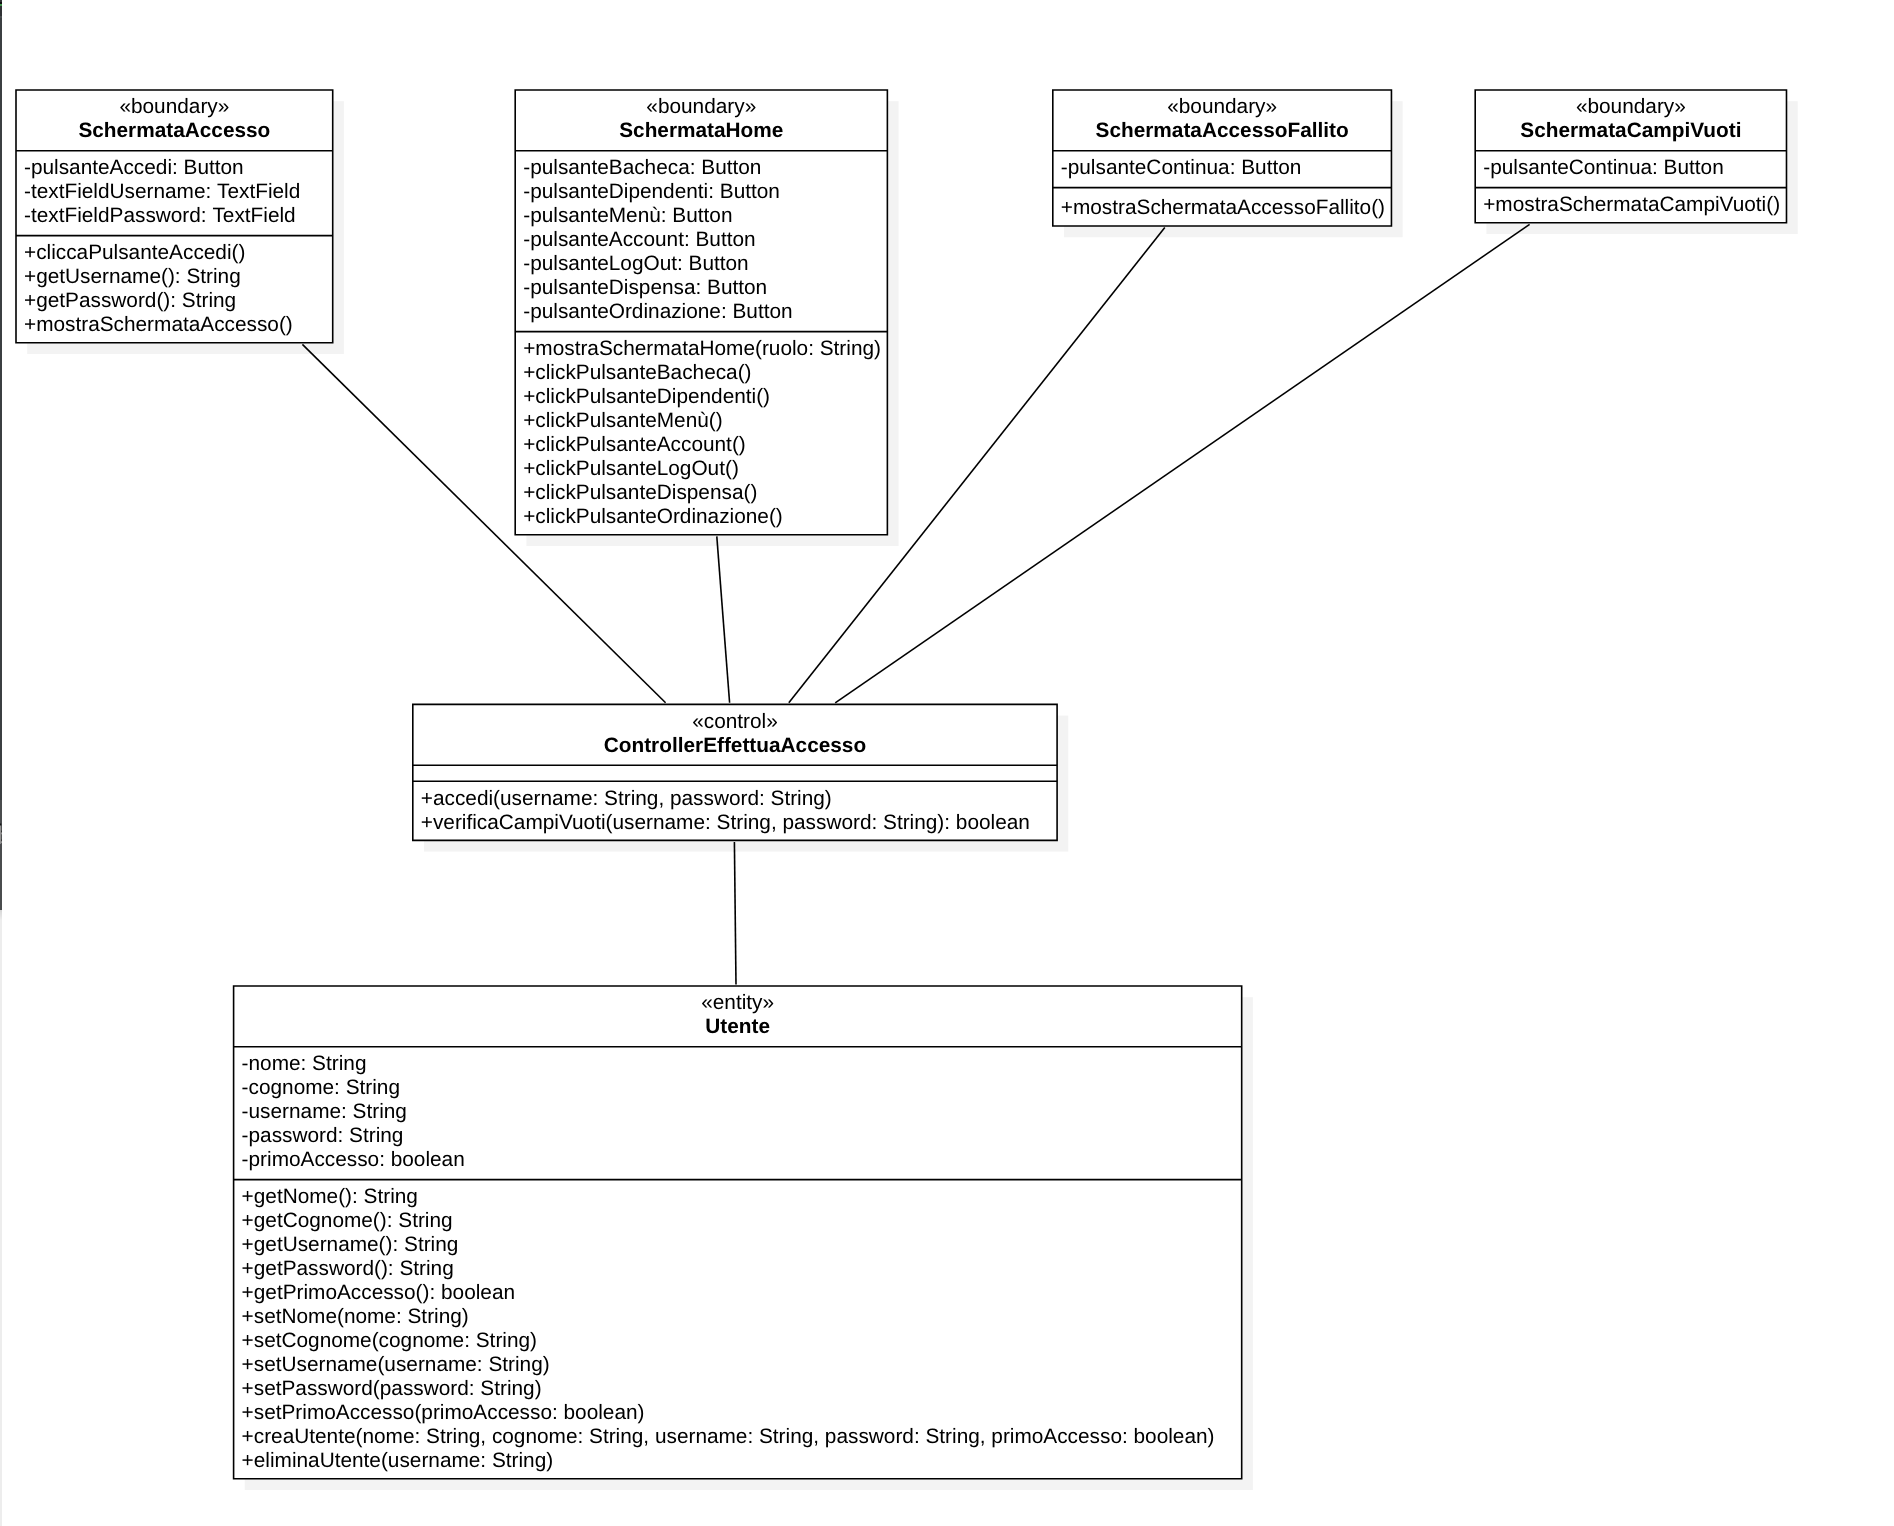 «boundary»
SchermataAccesso
-pulsanteAccedi: Button
-textFieldUsername: TextField
-textFieldPassword: TextField
+cliccaPulsanteAccedi()
+getUsername(): String
+getPassword(): String
+mostraSchermataAccesso()
«boundary»
SchermataHome
-pulsanteBacheca: Button
-pulsanteDipendenti: Button
-pulsanteMenù: Button
-pulsanteAccount: Button
-pulsanteLogOut: Button
-pulsanteDispensa: Button
-pulsanteOrdinazione: Button
+mostraSchermataHome(ruolo: String)
+clickPulsanteBacheca()
+clickPulsanteDipendenti()
+clickPulsanteMenù()
+clickPulsanteAccount()
+clickPulsanteLogOut()
+clickPulsanteDispensa()
+clickPulsanteOrdinazione()
«boundary»
SchermataAccessoFallito
-pulsanteContinua: Button
+mostraSchermataAccessoFallito()
«boundary»
SchermataCampiVuoti
-pulsanteContinua: Button
+mostraSchermataCampiVuoti()
«control»
ControllerEffettuaAccesso
+accedi(username: String, password: String)
+verificaCampiVuoti(username: String, password: String): boolean
«entity»
Utente
-nome: String
-cognome: String
-username: String
-password: String
-primoAccesso: boolean
+getNome(): String
+getCognome(): String
+getUsername(): String
+getPassword(): String
+getPrimoAccesso(): boolean
+setNome(nome: String)
+setCognome(cognome: String)
+setUsername(username: String)
+setPassword(password: String)
+setPrimoAccesso(primoAccesso: boolean)
+creaUtente(nome: String, cognome: String, username: String, password: String, primoAccesso: boolean)
+eliminaUtente(username: String)